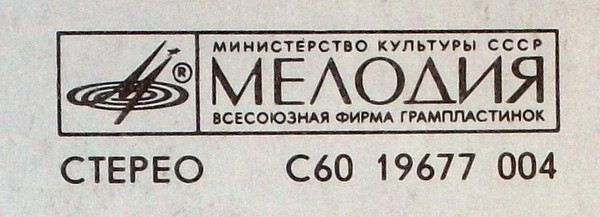 МИНИСТЕРСТВО КУЛЬТУРЫ СССР
®
МЕЛОДИЯ
ВСЕСОЮЗНАЯ ФИРМА ГРАМПЛАСТИНОК
СТЕРЕО С60 19677 004